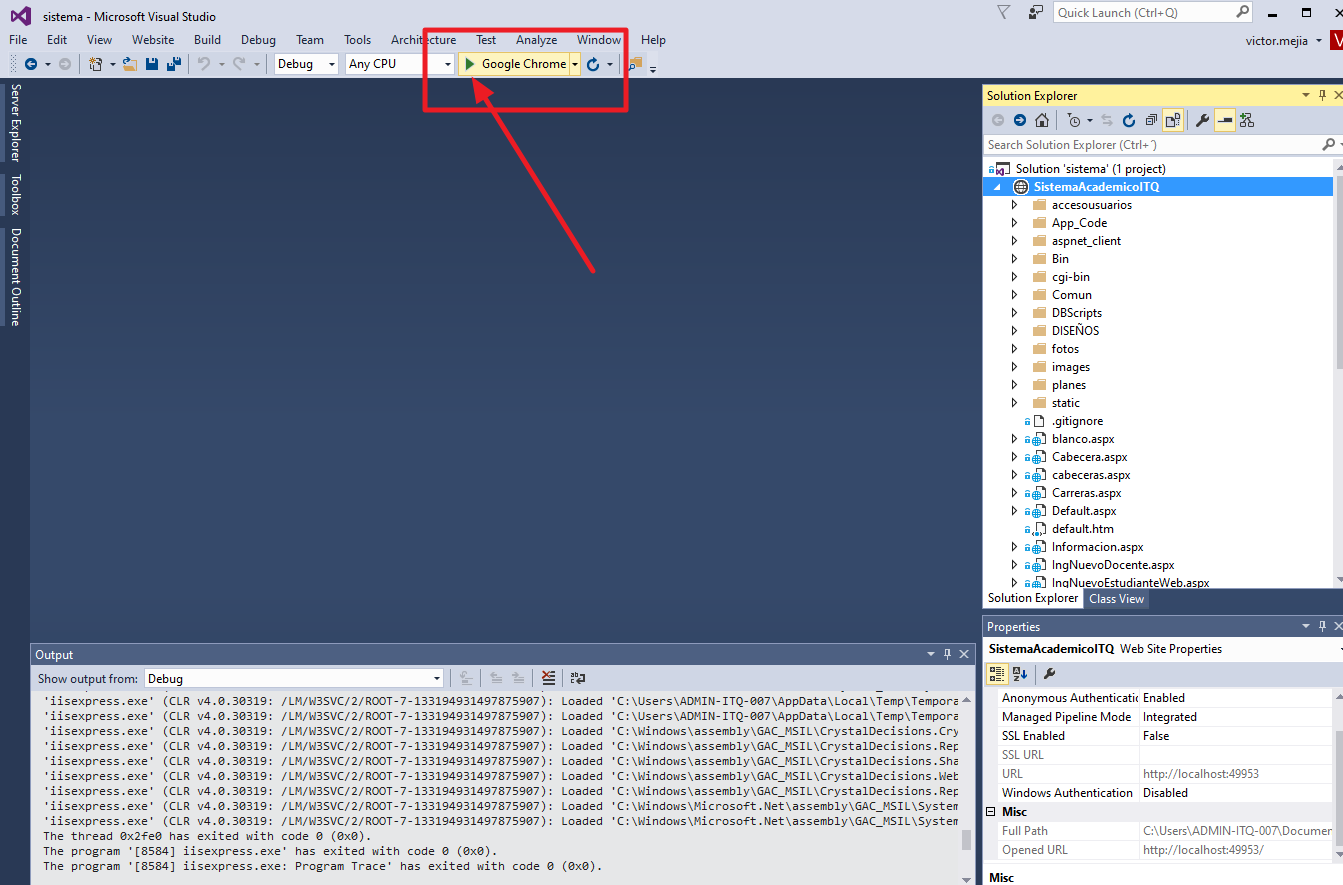 sistema - Microsoft Visual Studio
Quick Launch (Ctrl+Q)
File Edit View Website Build Debug Team Tools Architecture Test Analyze Window Help
victor.mejia
Debug Any CPU Google Chrome
Server Explorer
Toolbox
Document Outline
Solution Explorer
Search Solution Explorer (Ctrl+´)
Solution 'sistema' (1 project)
SistemaAcademicoITQ
accesousuarios
App_Code
aspnet_client
Bin
cgi-bin
Comun
DBScripts
DISEÑOS
fotos
images
planes
static
.gitignore
blanco.aspx
Cabecera.aspx
cabeceras.aspx
Carreras.aspx
Default.aspx
default.htm
Informacion.aspx
IngNuevoDocente.aspx
IngNuevoEstudianteWeb.aspx
Solution Explorer Class View
Output
Show output from: Debug
'iisexpress.exe' (CLR v4.0.30319: /LM/W3SVC/2/ROOT-7-133194931497875907): Loaded 'C:\Users\ADMIN-ITQ-007\AppData\Local\Temp\Tempora
'iisexpress.exe' (CLR v4.0.30319: /LM/W3SVC/2/ROOT-7-133194931497875907): Loaded 'C:\Users\ADMIN-ITQ-007\AppData\Local\Temp\Tempora
'iisexpress.exe' (CLR v4.0.30319: /LM/W3SVC/2/ROOT-7-133194931497875907): Loaded 'C:\Windows\assembly\GAC_MSIL\CrystalDecisions.Cry
'iisexpress.exe' (CLR v4.0.30319: /LM/W3SVC/2/ROOT-7-133194931497875907): Loaded 'C:\Windows\assembly\GAC_MSIL\CrystalDecisions.Rep
'iisexpress.exe' (CLR v4.0.30319: /LM/W3SVC/2/ROOT-7-133194931497875907): Loaded 'C:\Windows\assembly\GAC_MSIL\CrystalDecisions.Sha
'iisexpress.exe' (CLR v4.0.30319: /LM/W3SVC/2/ROOT-7-133194931497875907): Loaded 'C:\Windows\assembly\GAC_MSIL\CrystalDecisions.Web
'iisexpress.exe' (CLR v4.0.30319: /LM/W3SVC/2/ROOT-7-133194931497875907): Loaded 'C:\Windows\assembly\GAC_MSIL\CrystalDecisions.Rep
'iisexpress.exe' (CLR v4.0.30319: /LM/W3SVC/2/ROOT-7-133194931497875907): Loaded 'C:\Windows\Microsoft.Net\assembly\GAC_MSIL\System
'iisexpress.exe' (CLR v4.0.30319: /LM/W3SVC/2/ROOT-7-133194931497875907): Loaded 'C:\Windows\Microsoft.Net\assembly\GAC_MSIL\System
The thread 0x2fe0 has exited with code 0 (0x0).
The program '[8584] iisexpress.exe' has exited with code 0 (0x0).
The program '[8584] iisexpress.exe: Program Trace' has exited with code 0 (0x0).
Properties
SistemaAcademicoITQ Web Site Properties
Anonymous Authenticatic Enabled
Managed Pipeline Mode Integrated
SSL Enabled False
SSL URL
URL http://localhost:49953
Windows Authentication Disabled
Misc
Full Path C:\Users\ADMIN-ITQ-007\Documer
Opened URL http://localhost:49953/
Misc